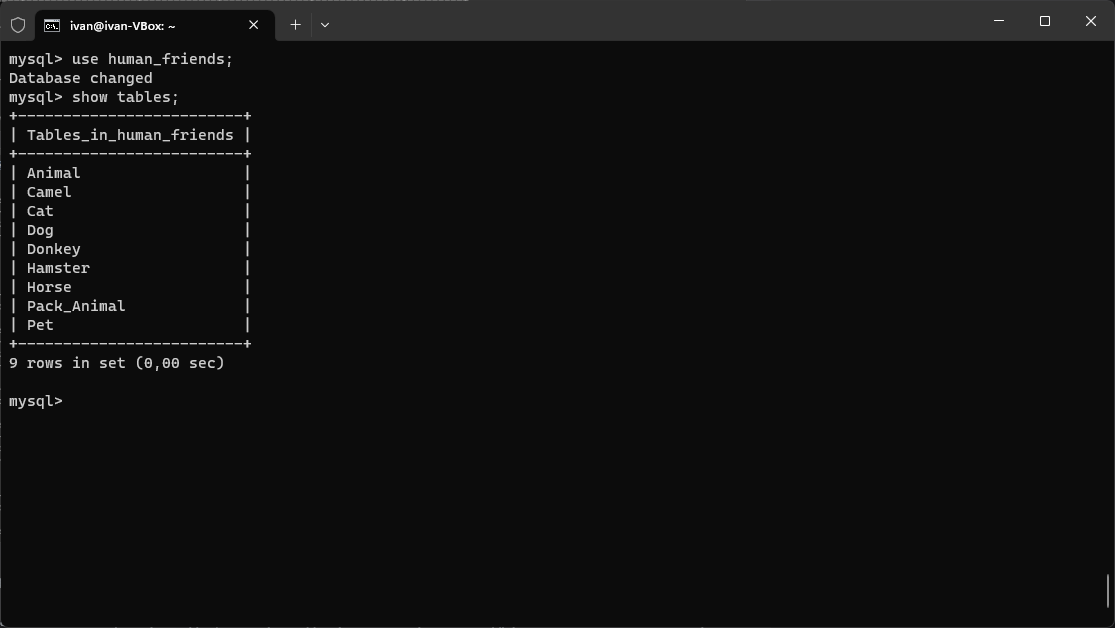 ivan@ivan-VBox: ~
mysql> use human_friends;
Database changed
mysql> show tables;
+-------------------------+
| Tables_in_human_friends |
+-------------------------+
| Animal                  |
| Camel                   |
| Cat                     |
| Dog                     |
| Donkey                  |
| Hamster                 |
| Horse                   |
| Pack_Animal             |
| Pet                     |
+-------------------------+
9 rows in set (0,00 sec)
mysql>